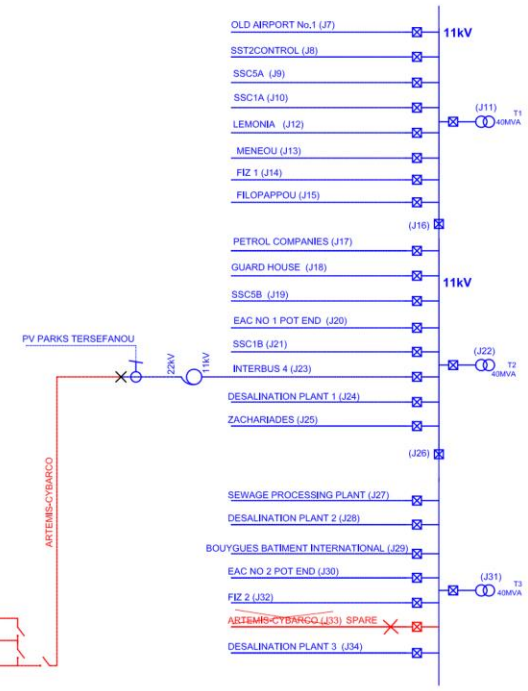 OLD AIRPORT No.1 (J7)
11kV
SST2CONTROL (J8)
SSC5A (J9)
SSC1A (J10)
(J11) T1
40MVA
LEMONIA (J12)
MENEOU (J13)
FIZ 1 (J14)
FILOPAPPOU (J15)
(J16)
PETROL COMPANIES (J17)
GUARD HOUSE (J18)
11kV
SSC5B (J19)
EAC NO 1 POT END (J20)
PV PARKS TERSEFANOU
SSC1B (J21)
(J22) T2
40MVA
22kV
11kV
INTERBUS 4 (J23)
DESALINATION PLANT 1 (J24)
ZACHARIADES (J25)
(J26)
ARTEMIS-CYBARCO
SEWAGE PROCESSING PLANT (J27)
DESALINATION PLANT 2 (J28)
BOUYGUES BATIMENT INTERNATIONAL (J29)
EAC NO 2 POT END (J30)
(J31) T3
40MVA
FIZ 2 (J32)
ARTEMIS-CYBARCO (J33) SPARE
DESALINATION PLANT 3 (J34)